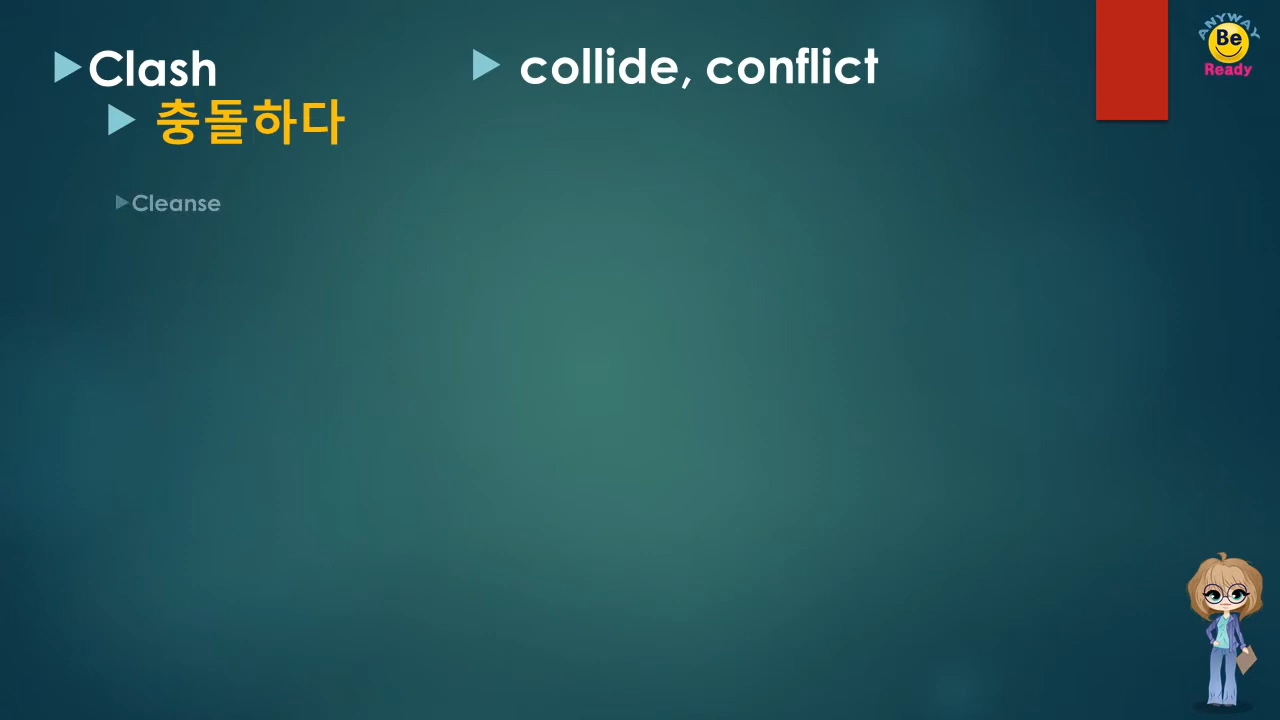 Clash
collide, conflict
충돌하다
Cleanse
ANYWAY
Be
Ready